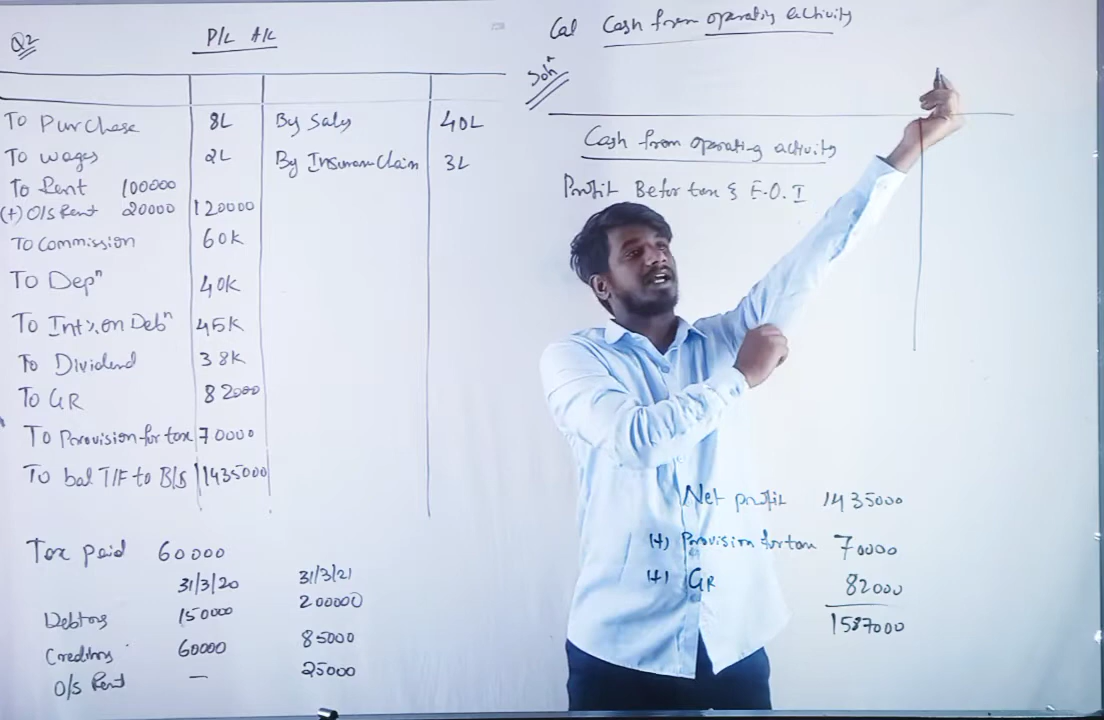 Q2
P/L A/C
To Purchase 8L By Sales 40L
To wages 2L By Insurance Claim 3L
To Rent 100000
(+) O/S Rent 20000 120000
To Commission 60K
To Depⁿ 40K
To Int% on Debⁿ 45K
To Dividend 38K
To GR 82000
To Provision for tax 70000
To bal T/F to B/S 1435000
Tax paid 60000
31/3/20 31/3/21
Debtors 150000 200000
Creditors 60000 85000
O/S Rent — 25000
Cal Cash from operating activity
Solⁿ
Cash from operating activity
Profit Before tax & E.O.I
Net profit 1435000
(+) Provision for tax 70000
(+) GR 82000
1587000